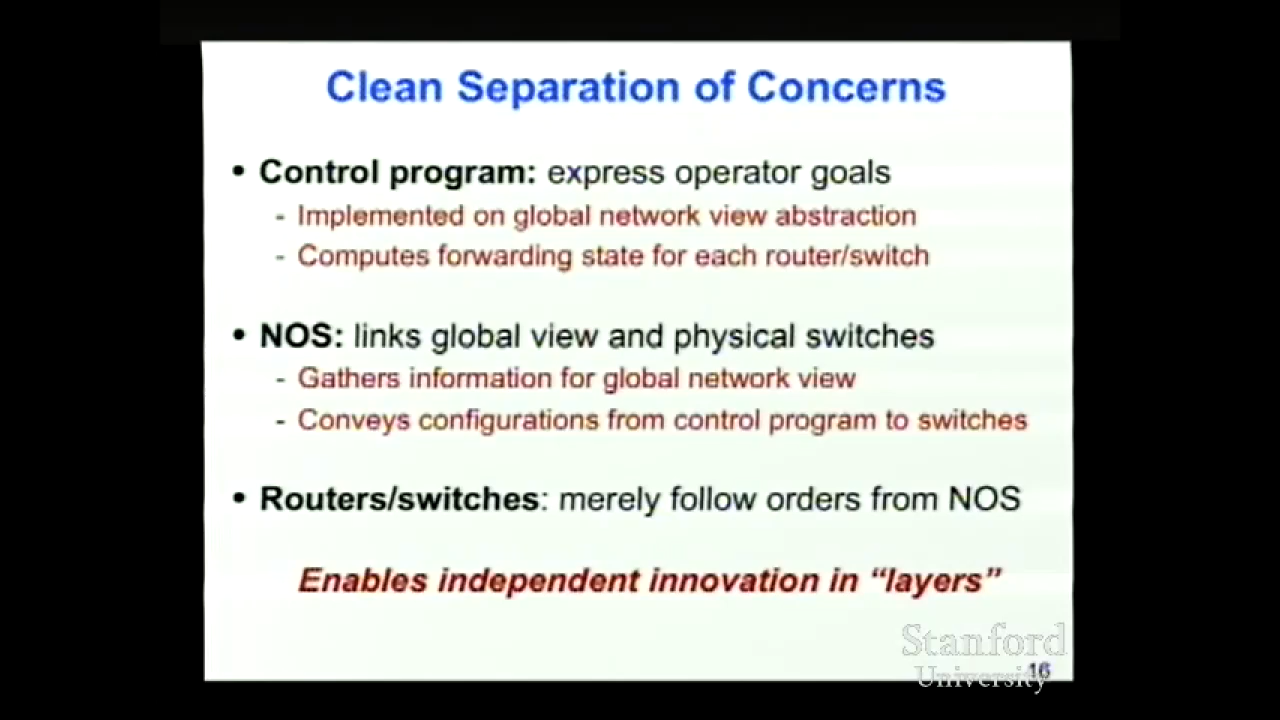 Clean Separation of Concerns
• Control program: express operator goals
- Implemented on global network view abstraction
- Computes forwarding state for each router/switch
• NOS: links global view and physical switches
- Gathers information for global network view
- Conveys configurations from control program to switches
• Routers/switches: merely follow orders from NOS
Enables independent innovation in “layers”
Stanford
University
16